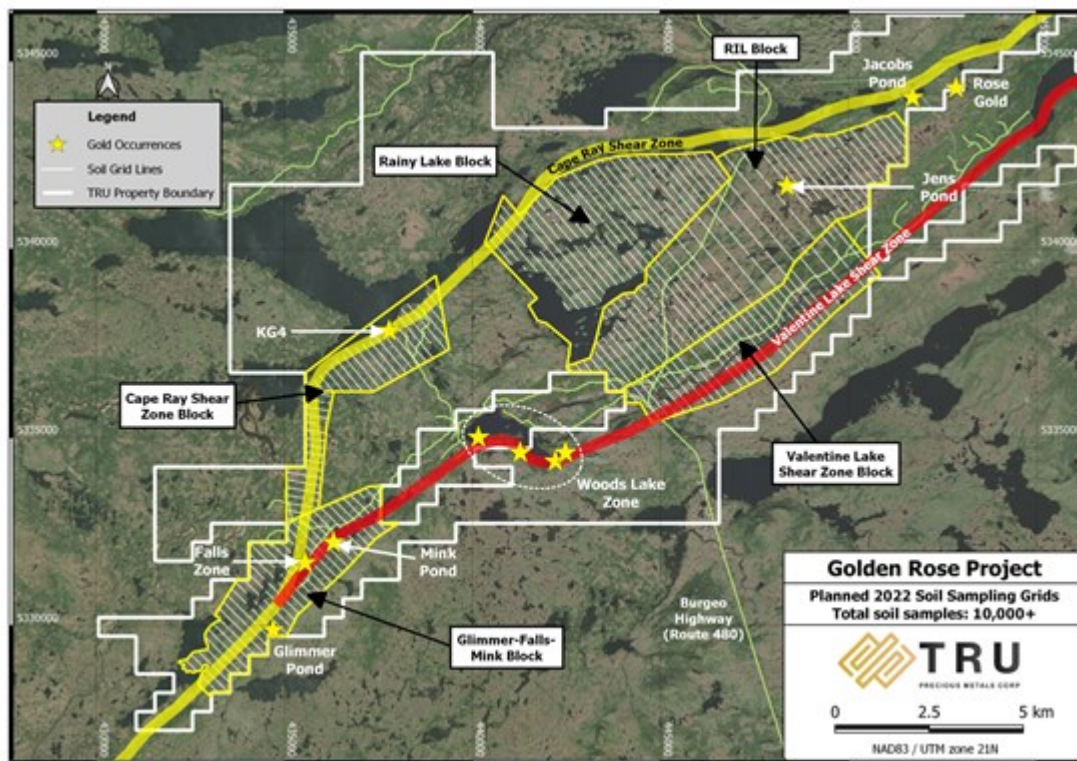 N
Legend
Gold Occurrences
Soil Grid Lines
TRU Property Boundary
RIL Block
Jacobs
Pond
Rose
Gold
Rainy Lake Block
Cape Ray Shear Zone
Jens
Pond
KG4
Valentine Lake Shear Zone
Cape Ray Shear
Zone Block
Valentine Lake
Shear Zone Block
Woods Lake
Zone
Falls
Zone
Mink
Pond
Glimmer
Pond
Glimmer-Falls-
Mink Block
Burgeo
Highway
(Route 480)
5345000
5340000
5340000
5335000
5335000
5330000
Golden Rose Project
Planned 2022 Soil Sampling Grids
Total soil samples: 10,000+
TRU
PRECIOUS METALS CORP
0 2.5 5 km
NAD83 / UTM zone 21N